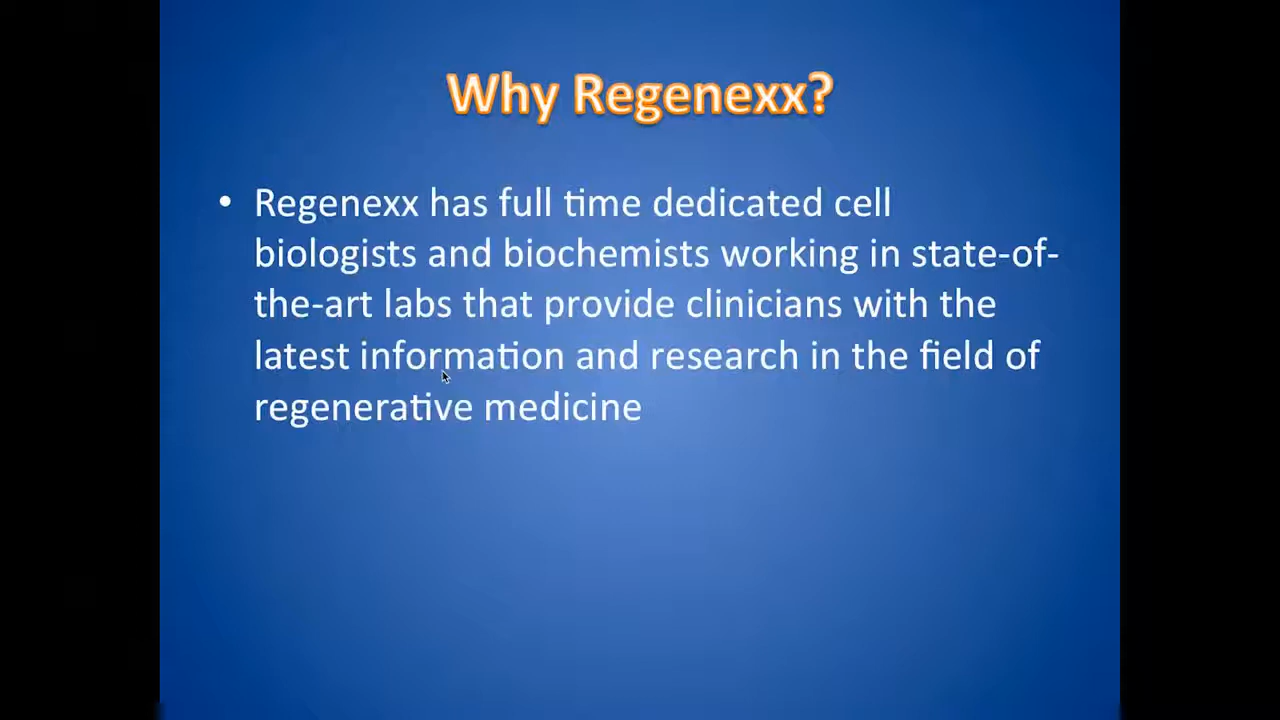 Why Regenexx?
• Regenexx has full time dedicated cell
biologists and biochemists working in state-of-
the-art labs that provide clinicians with the
latest information and research in the field of
regenerative medicine